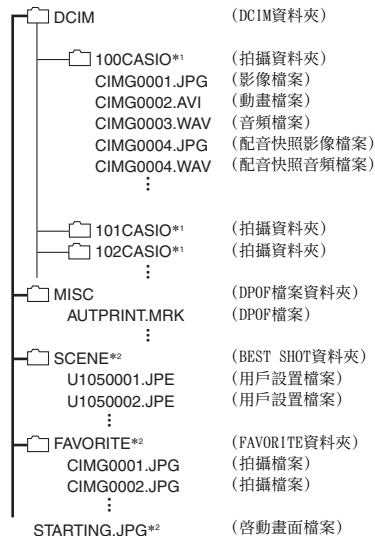 DCIM (DCIM資料夾)
100CASIO*1 (拍攝資料夾)
CIMG0001.JPG (影像檔案)
CIMG0002.AVI (動畫檔案)
CIMG0003.WAV (音頻檔案)
CIMG0004.JPG (配音快照影像檔案)
CIMG0004.WAV (配音快照音頻檔案)
101CASIO*1 (拍攝資料夾)
102CASIO*1 (拍攝資料夾)
MISC (DPOF檔案資料夾)
AUTPRINT.MRK (DPOF檔案)
SCENE*2 (BEST SHOT資料夾)
U1050001.JPE (用戶設置檔案)
U1050002.JPE (用戶設置檔案)
FAVORITE*2 (FAVORITE資料夾)
CIMG0001.JPG (拍攝檔案)
CIMG0002.JPG (拍攝檔案)
STARTING.JPG*2 (啓動畫面檔案)